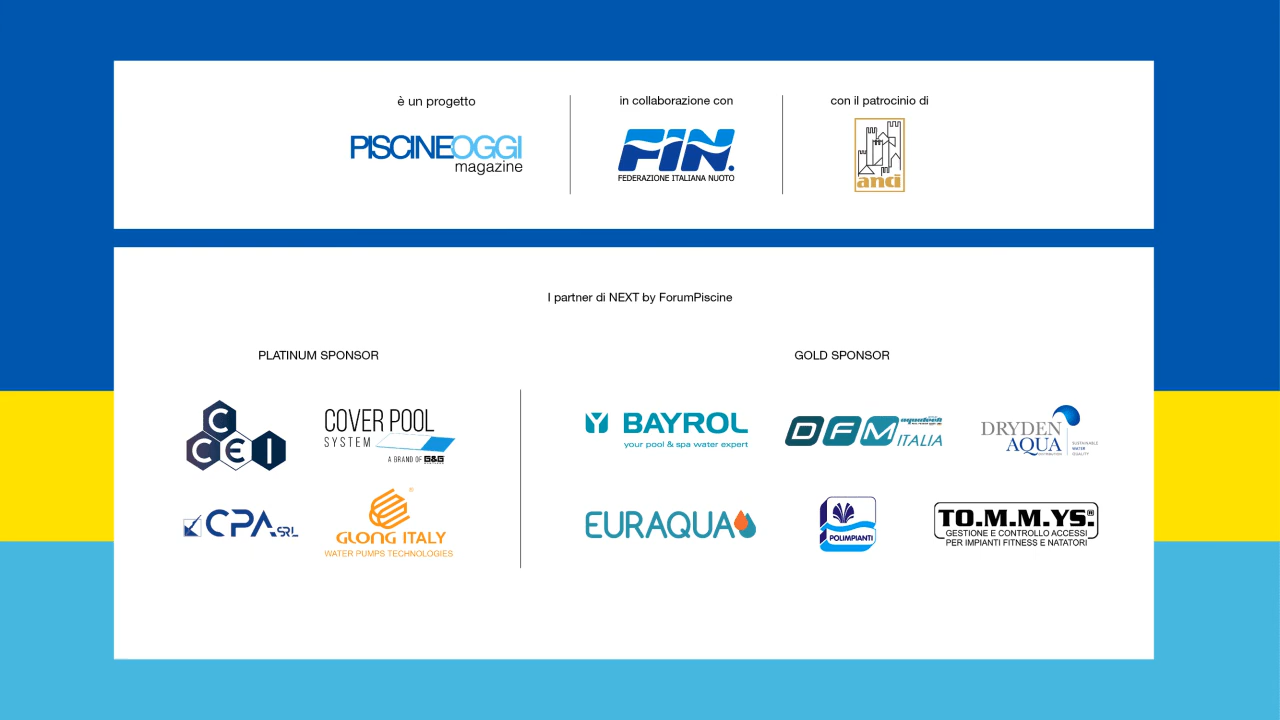 è un progetto
PISCINEOGGI
magazine
in collaborazione con
FIN.
FEDERAZIONE ITALIANA NUOTO
con il patrocinio di
anci
I partner di NEXT by ForumPiscine
PLATINUM SPONSOR
C
C E I
COVER POOL
SYSTEM
A BRAND OF G&G
CPA SRL
®
GLONG ITALY
WATER PUMPS TECHNOLOGIES
GOLD SPONSOR
BAYROL
your pool & spa water expert
DFM ITALIA
DRYDEN
AQUA
SUSTAINABLE
WATER
QUALITY
EURAQUA
POLIMPIANTI
TO.M.M.YS.®
GESTIONE E CONTROLLO ACCESSI
PER IMPIANTI FITNESS E NATATORI